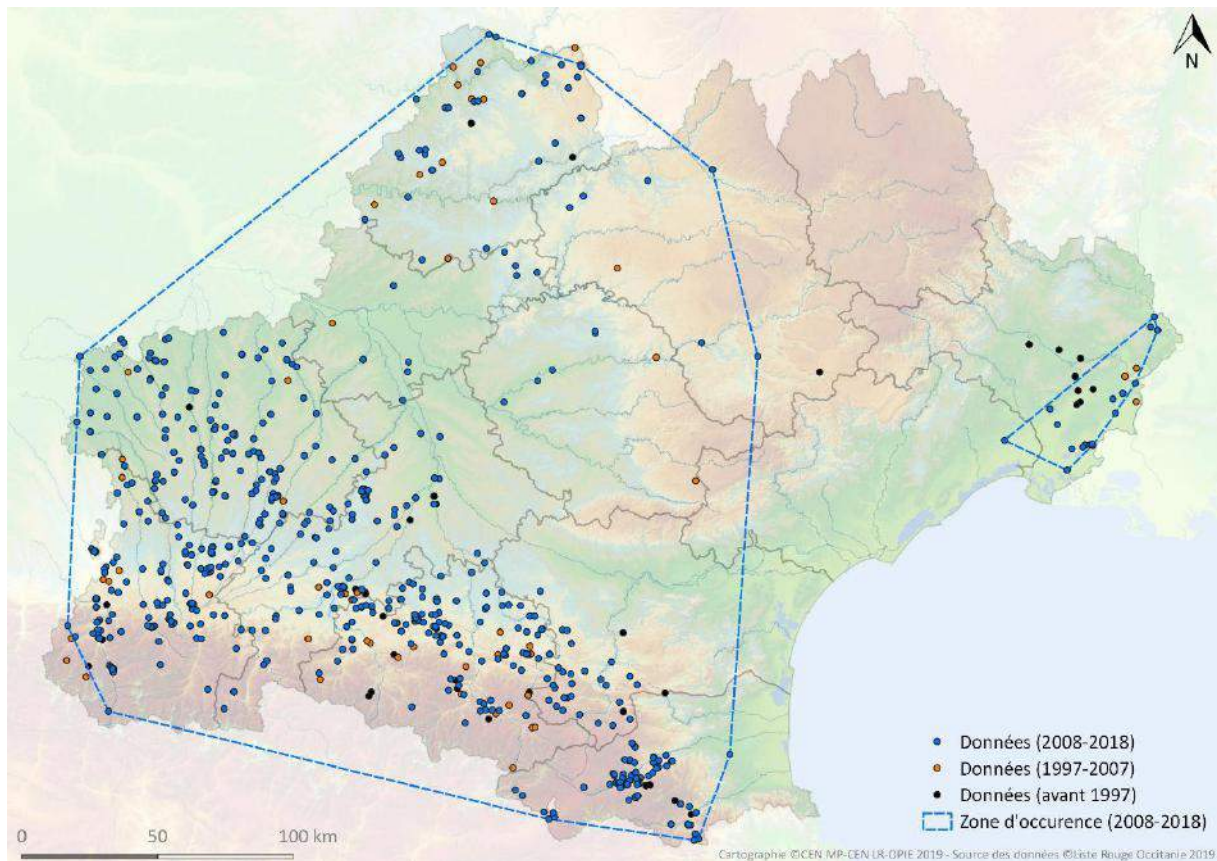 N
Données (2008-2018)
Données (1997-2007)
Données (avant 1997)
Zone d'occurence (2008-2018)
0 50 100 km
Cartographie ©CEN MP-CEN LR-OPIE 2019 - Source des données ©Liste Rouge Occitanie 2019